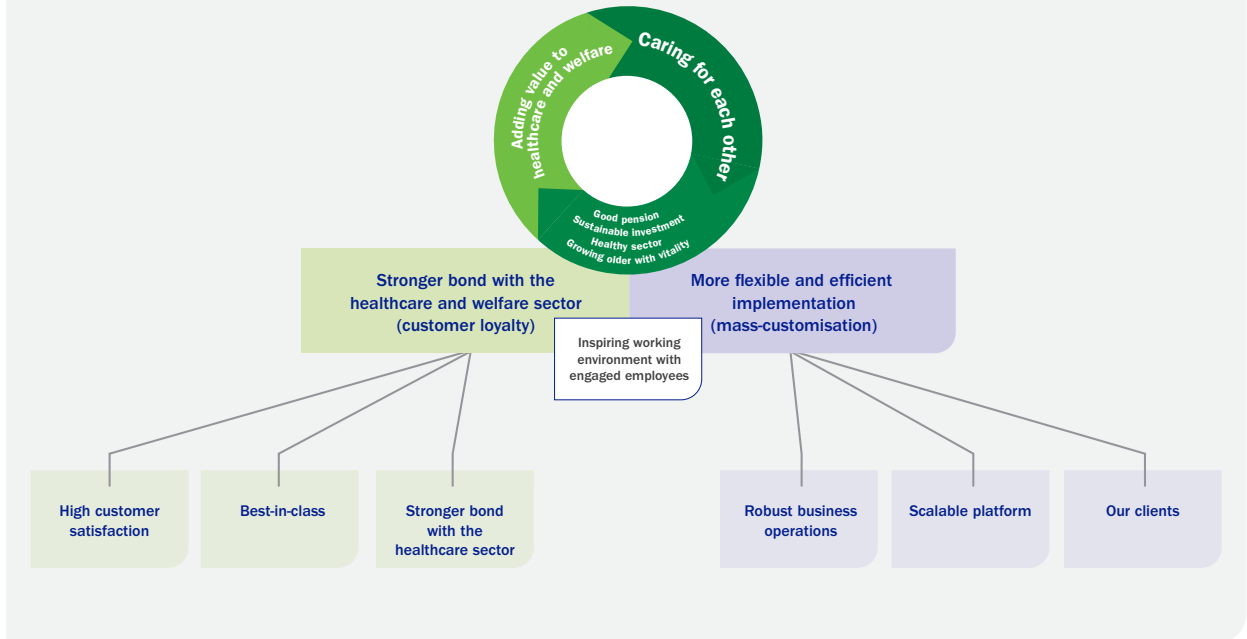 Adding value to
healthcare and welfare
Caring for each other
Good pension
Sustainable investment
Healthy sector
Growing older with vitality
Stronger bond with the
healthcare and welfare sector
(customer loyalty)
More flexible and efficient
implementation
(mass-customisation)
Inspiring working
environment with
engaged employees
High customer
satisfaction
Best-in-class
Stronger bond
with the
healthcare sector
Robust business
operations
Scalable platform
Our clients